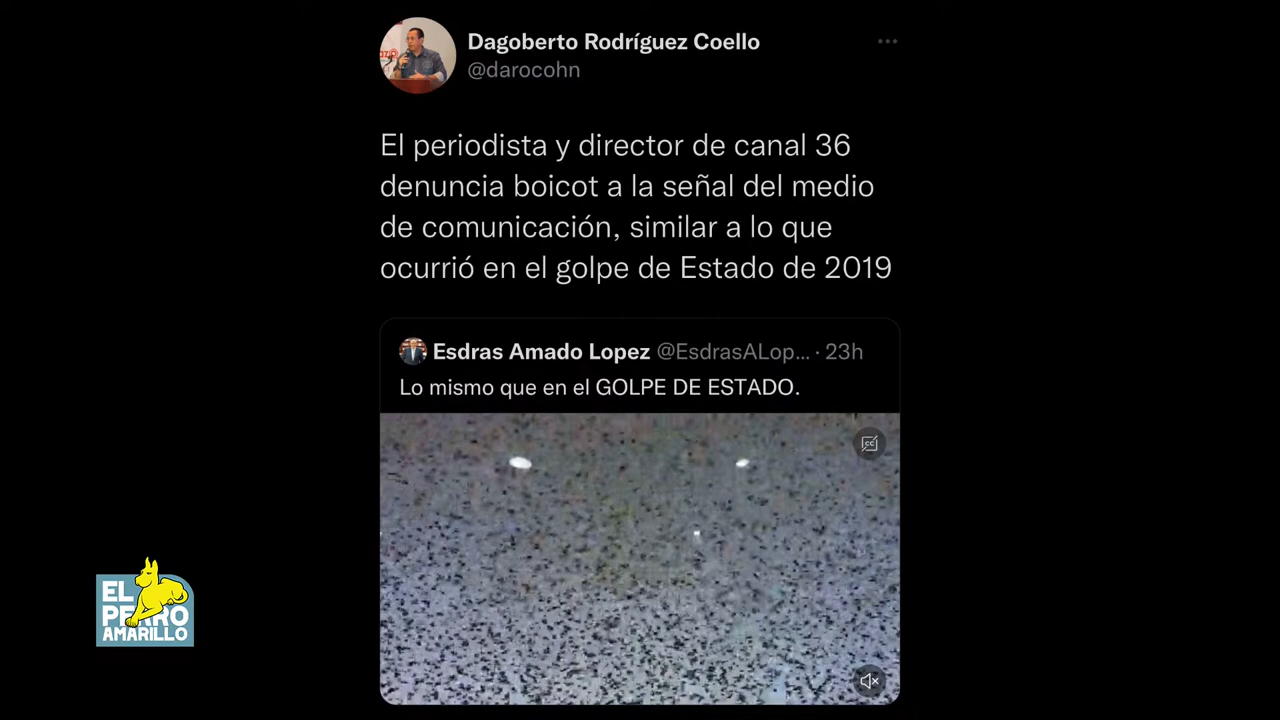 Dagoberto Rodríguez Coello
@darocohn
El periodista y director de canal 36
denuncia boicot a la señal del medio
de comunicación, similar a lo que
ocurrió en el golpe de Estado de 2019
Esdras Amado Lopez @EsdrasALop... · 23h
Lo mismo que en el GOLPE DE ESTADO.
CC
EL
PERRO
AMARILLO